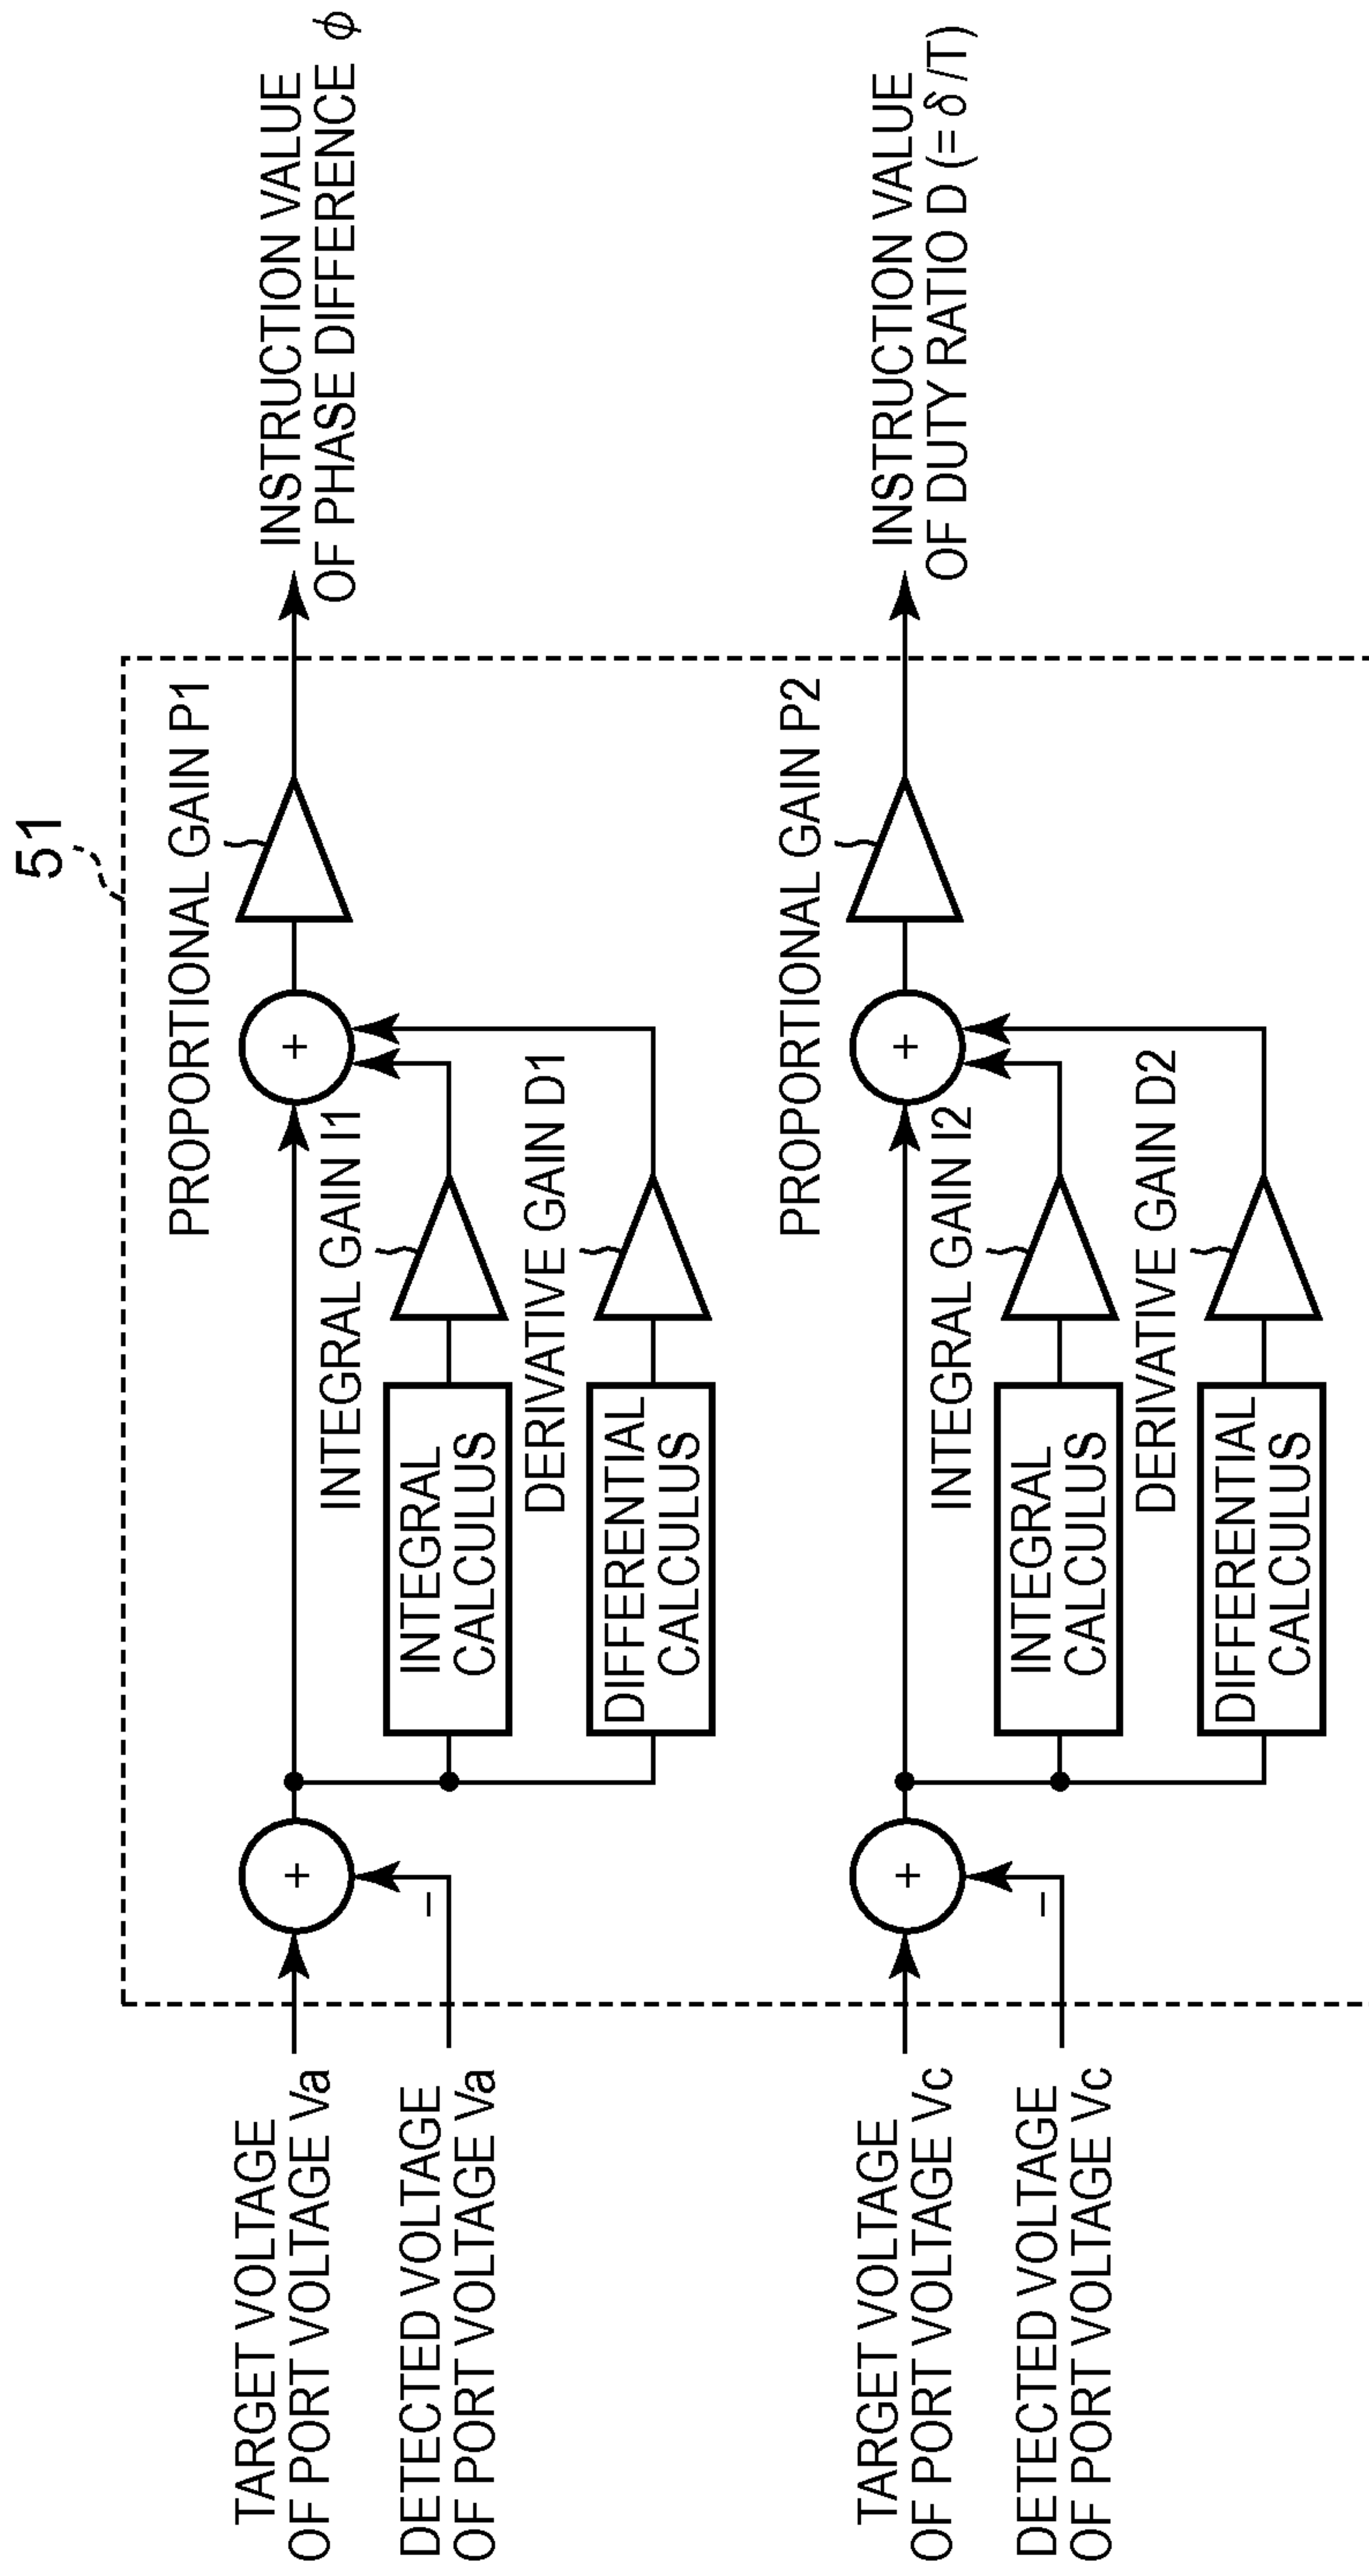 51
TARGET VOLTAGE
OF PORT VOLTAGE Va
DETECTED VOLTAGE
OF PORT VOLTAGE Va
+
−
INTEGRAL
CALCULUS
INTEGRAL GAIN I1
DIFFERENTIAL
CALCULUS
DERIVATIVE GAIN D1
+
PROPORTIONAL GAIN P1
INSTRUCTION VALUE
OF PHASE DIFFERENCE ϕ
TARGET VOLTAGE
OF PORT VOLTAGE Vc
DETECTED VOLTAGE
OF PORT VOLTAGE Vc
+
−
INTEGRAL
CALCULUS
INTEGRAL GAIN I2
DIFFERENTIAL
CALCULUS
DERIVATIVE GAIN D2
+
PROPORTIONAL GAIN P2
INSTRUCTION VALUE
OF DUTY RATIO D (= δ/T)